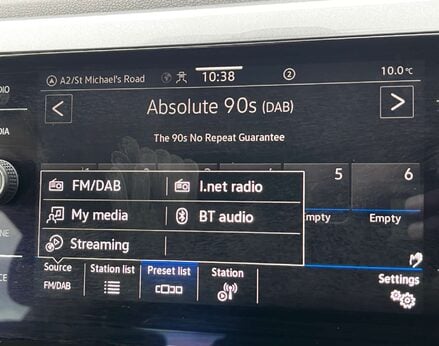 A2/St Michael's Road
10:38
2
10.0°C
Absolute 90s (DAB)
The 90s No Repeat Guarantee
5
6
FM/DAB
I.net radio
My media
BT audio
Streaming
Empty
Source
FM/DAB
Station list
Preset list
Station
Settings